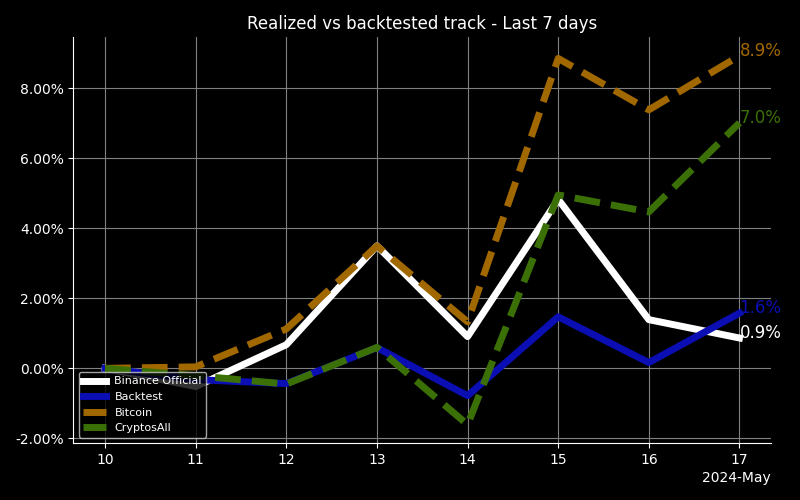 Realized vs backtested track - Last 7 days
8.9%
8.00%
7.0%
6.00%
4.00%
2.00%
1.6%
0.9%
0.00%
Binance Official
Backtest
Bitcoin
CryptosAll
-2.00%
10 11 12 13 14 15 16 17
2024-May